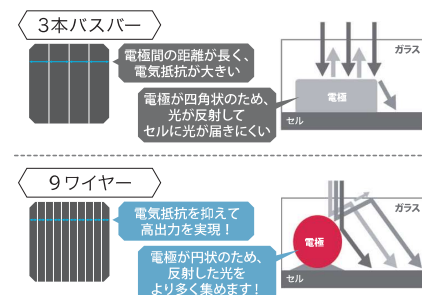 3本バスバー
電極間の距離が長く、
電気抵抗が大きい
電極が四角状のため、
光が反射して
セルに光が届きにくい
ガラス
電極
セル
9ワイヤー
電気抵抗を抑えて
高出力を実現！
電極が円状のため、
反射した光を
より多く集めます！
ガラス
電極
セル